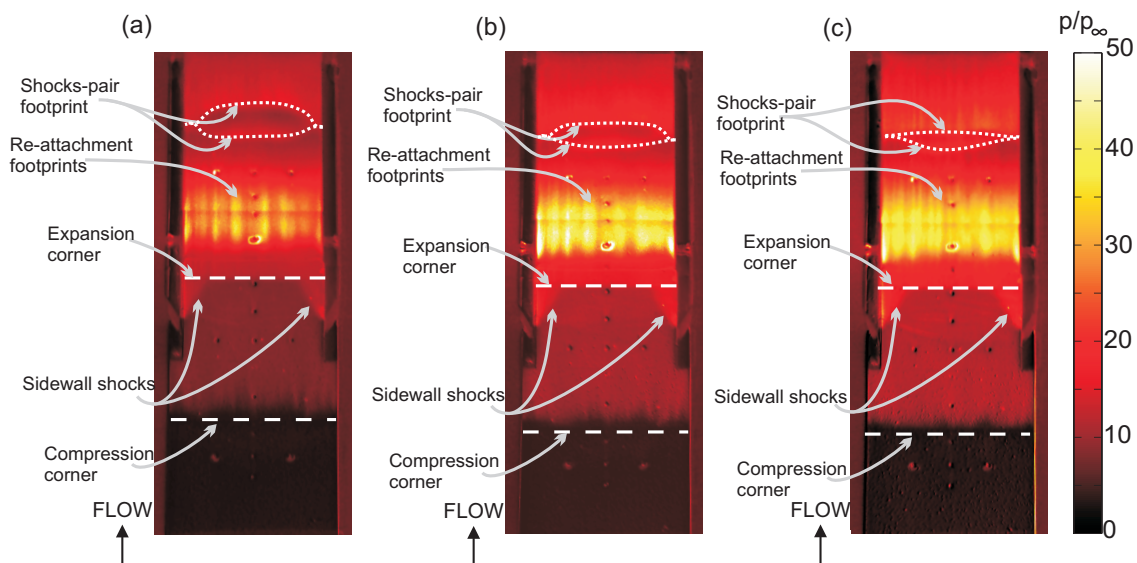 (a)
Shocks-pair
footprint
Re-attachment
footprints
Expansion
corner
Sidewall shocks
Compression
corner
FLOW
(b)
Shocks-pair
footprint
Re-attachment
footprints
Expansion
corner
Sidewall shocks
Compression
corner
FLOW
(c)
Shocks-pair
footprint
Re-attachment
footprints
Expansion
corner
Sidewall shocks
Compression
corner
FLOW
p/p∞
50
40
30
20
10
0